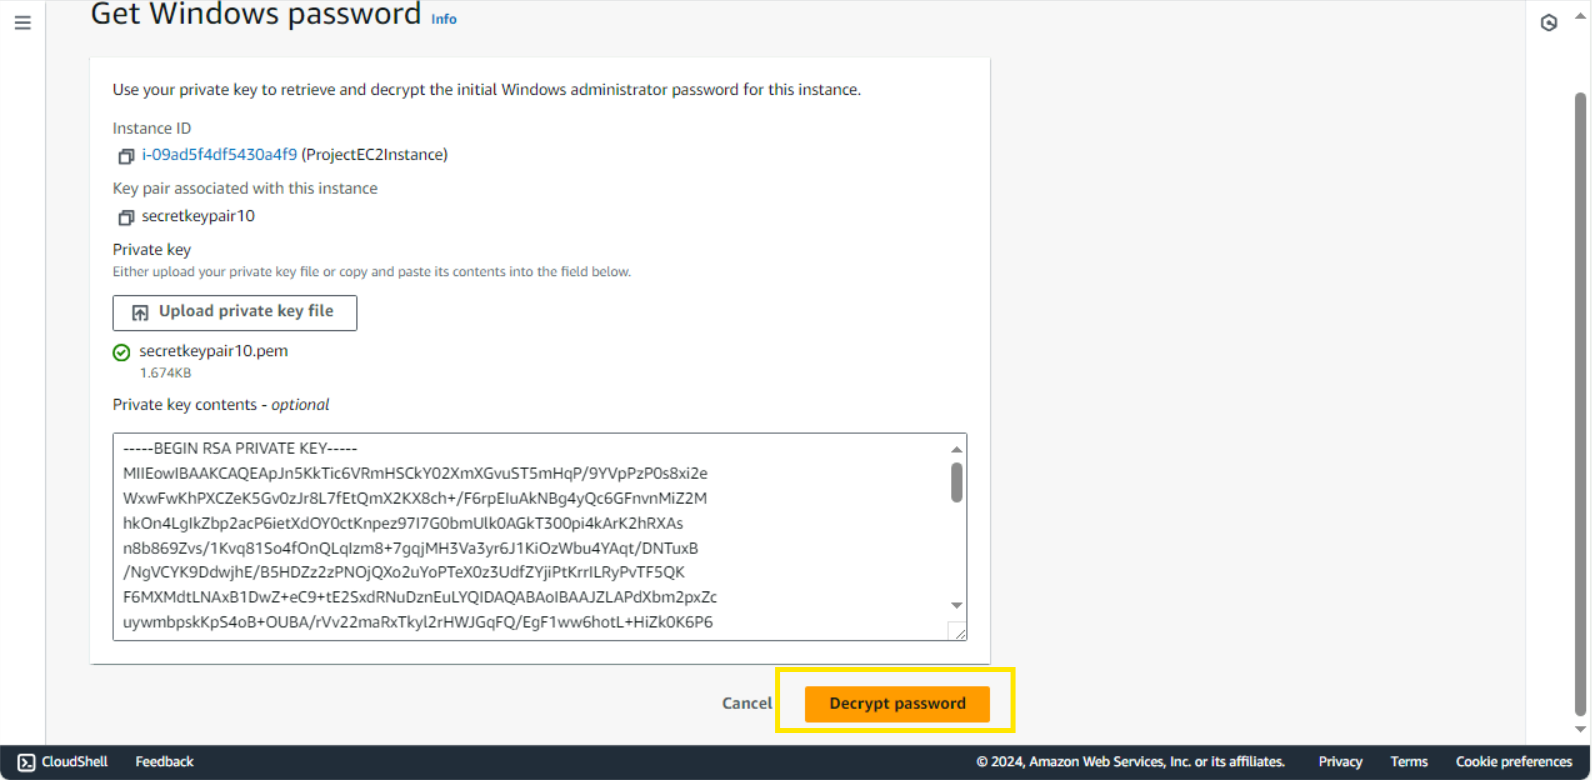 Get Windows password Info
Use your private key to retrieve and decrypt the initial Windows administrator password for this instance.
Instance ID
i-09ad5f4df5430a4f9 (ProjectEC2Instance)
Key pair associated with this instance
secretkeypair10
Private key
Either upload your private key file or copy and paste its contents into the field below.
Upload private key file
secretkeypair10.pem
1.674KB
Private key contents - optional
-----BEGIN RSA PRIVATE KEY-----
MIIEowIBAAKCAQEApJn5KkTic6VRmHSCkY02XmXGvuST5mHqP/9YVpPzP0s8xi2e
WxwFwKhPXCZeK5Gv0zJr8L7fEtQmX2KX8ch+/F6rpEIuAkNBg4yQc6GFnvnMiZ2M
hkOn4LgIkZbp2acP6ietXdOY0ctKnpez97I7G0bmUlk0AGkT300pi4kArK2hRXAs
n8b869Zvs/1Kvq81So4fOnQLqIzm8+7gqjMH3Va3yr6J1KiOzWbu4YAqt/DNTuxB
/NgVCYK9DdwjhE/B5HDZz2zPNOjQXo2uYoPTeX0z3UdfZYjiPtKrrILRyPvTF5QK
F6MXMdtLNAxB1DwZ+eC9+tE2SxdRNuDznEuLYQIDAQABAoIBAAJZLAPdXbm2pxZc
uywmbpskKpS4oB+OUBA/rVv22maRxTkyl2rHWJGqFQ/EgF1ww6hotL+HiZk0K6P6
Cancel Decrypt password
CloudShell Feedback © 2024, Amazon Web Services, Inc. or its affiliates. Privacy Terms Cookie preferences